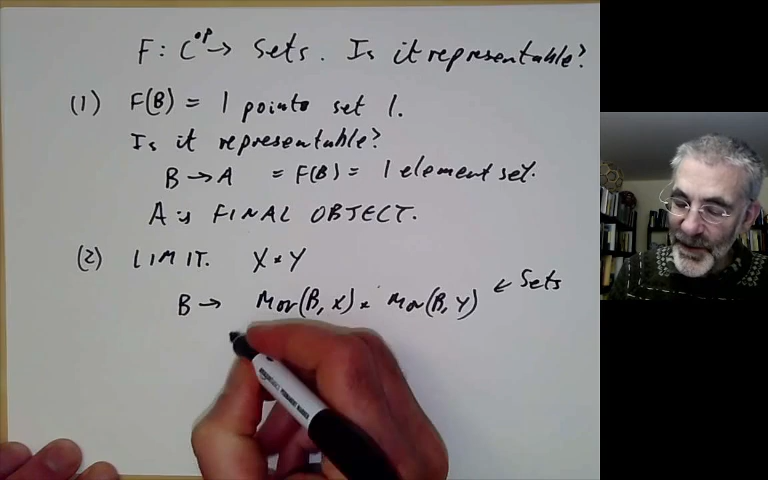 F: C^op → Sets. Is it representable?
(1) F(B) = 1 point set 1.
Is it representable?
B → A = F(B) = 1 element set.
A is FINAL OBJECT.
(2) LIMIT. X × Y
B → Mor(B, X) × Mor(B, Y) ← Sets